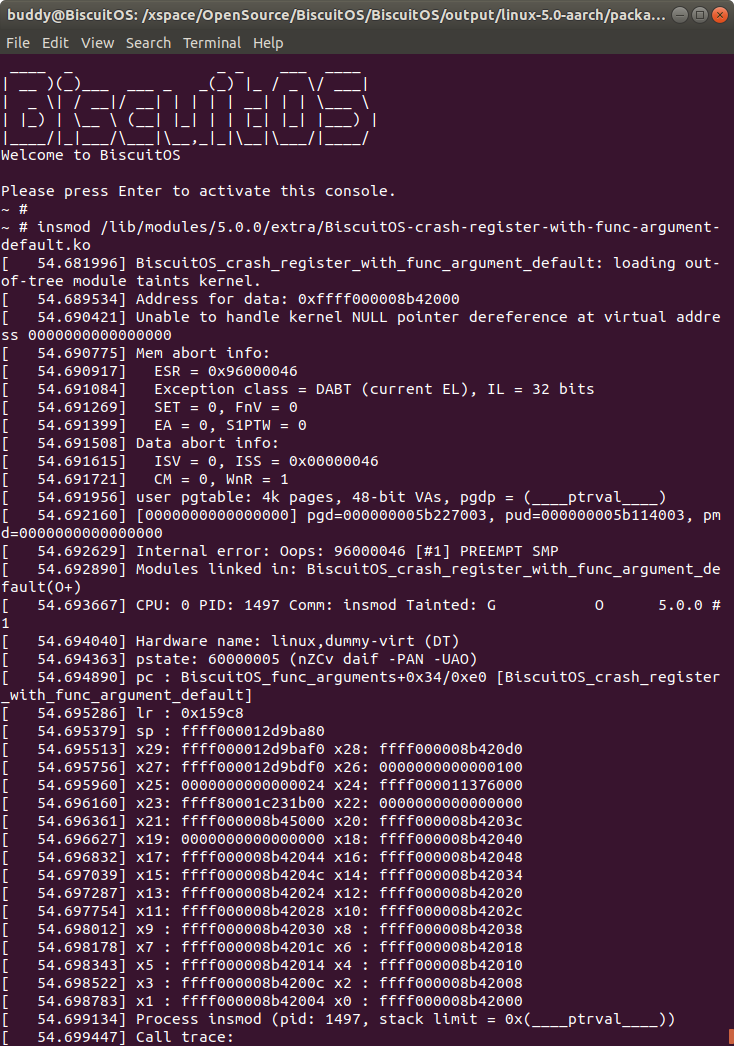 buddy@BiscuitOS: /xspace/OpenSource/BiscuitOS/BiscuitOS/output/linux-5.0-aarch/packa...
File Edit View Search Terminal Help
BiscuitOS
Welcome to BiscuitOS
Please press Enter to activate this console.
~ #
~ # insmod /lib/modules/5.0.0/extra/BiscuitOS-crash-register-with-func-argument-
default.ko
[   54.681996] BiscuitOS_crash_register_with_func_argument_default: loading out-
of-tree module taints kernel.
[   54.689534] Address for data: 0xffff000008b42000
[   54.690421] Unable to handle kernel NULL pointer dereference at virtual addre
ss 0000000000000000
[   54.690775] Mem abort info:
[   54.690917]   ESR = 0x96000046
[   54.691084]   Exception class = DABT (current EL), IL = 32 bits
[   54.691269]   SET = 0, FnV = 0
[   54.691399]   EA = 0, S1PTW = 0
[   54.691508] Data abort info:
[   54.691615]   ISV = 0, ISS = 0x00000046
[   54.691721]   CM = 0, WnR = 1
[   54.691956] user pgtable: 4k pages, 48-bit VAs, pgdp = (____ptrval____)
[   54.692160] [0000000000000000] pgd=000000005b227003, pud=000000005b114003, pm
d=0000000000000000
[   54.692629] Internal error: Oops: 96000046 [#1] PREEMPT SMP
[   54.692890] Modules linked in: BiscuitOS_crash_register_with_func_argument_de
fault(O+)
[   54.693667] CPU: 0 PID: 1497 Comm: insmod Tainted: G           O      5.0.0 #
1
[   54.694040] Hardware name: linux,dummy-virt (DT)
[   54.694363] pstate: 60000005 (nZCv daif -PAN -UAO)
[   54.694890] pc : BiscuitOS_func_arguments+0x34/0xe0 [BiscuitOS_crash_register
_with_func_argument_default]
[   54.695286] lr : 0x159c8
[   54.695379] sp : ffff000012d9ba80
[   54.695513] x29: ffff000012d9baf0 x28: ffff000008b420d0
[   54.695756] x27: ffff000012d9bdf0 x26: 0000000000000100
[   54.695960] x25: 0000000000000024 x24: ffff000011376000
[   54.696160] x23: ffff80001c231b00 x22: 0000000000000000
[   54.696361] x21: ffff000008b45000 x20: ffff000008b4203c
[   54.696627] x19: 0000000000000000 x18: ffff000008b42040
[   54.696832] x17: ffff000008b42044 x16: ffff000008b42048
[   54.697039] x15: ffff000008b4204c x14: ffff000008b42034
[   54.697287] x13: ffff000008b42024 x12: ffff000008b42020
[   54.697754] x11: ffff000008b42028 x10: ffff000008b4202c
[   54.698012] x9 : ffff000008b42030 x8 : ffff000008b42038
[   54.698178] x7 : ffff000008b4201c x6 : ffff000008b42018
[   54.698343] x5 : ffff000008b42014 x4 : ffff000008b42010
[   54.698522] x3 : ffff000008b4200c x2 : ffff000008b42008
[   54.698783] x1 : ffff000008b42004 x0 : ffff000008b42000
[   54.699134] Process insmod (pid: 1497, stack limit = 0x(____ptrval____))
[   54.699447] Call trace: